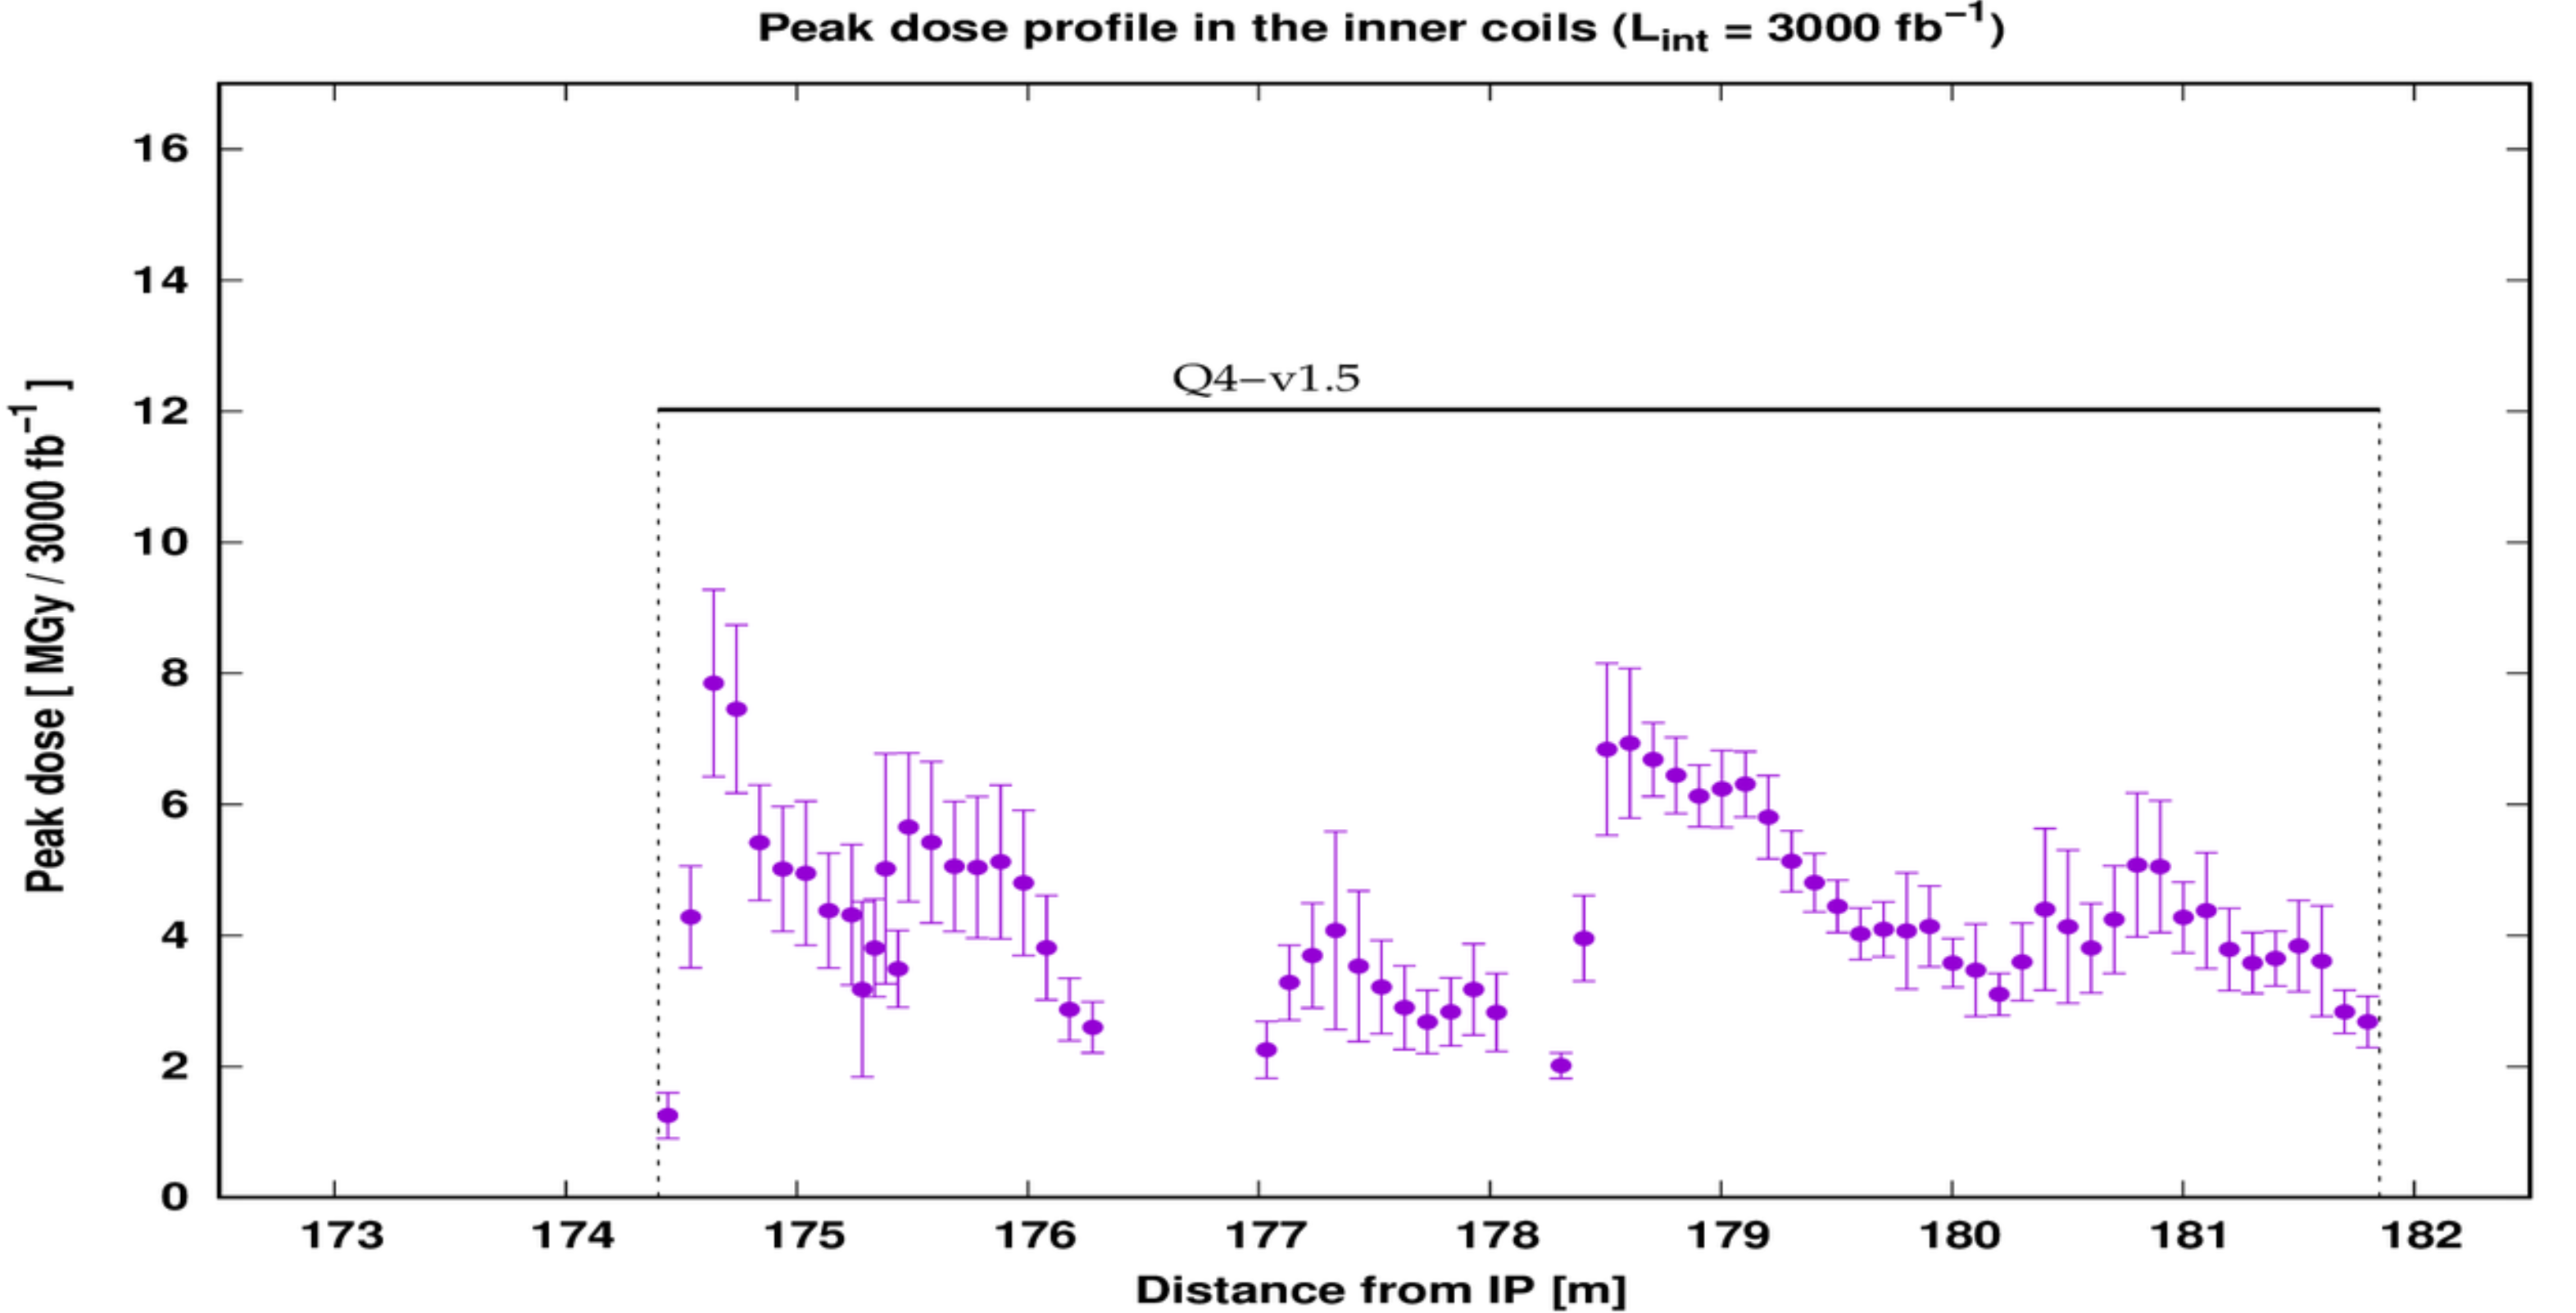 Peak dose profile in the inner coils (L_int = 3000 fb⁻¹)
Peak dose [ MGy / 3000 fb⁻¹ ]
16
14
12
10
8
6
4
2
0
Q4−v1.5
173 174 175 176 177 178 179 180 181 182
Distance from IP [m]